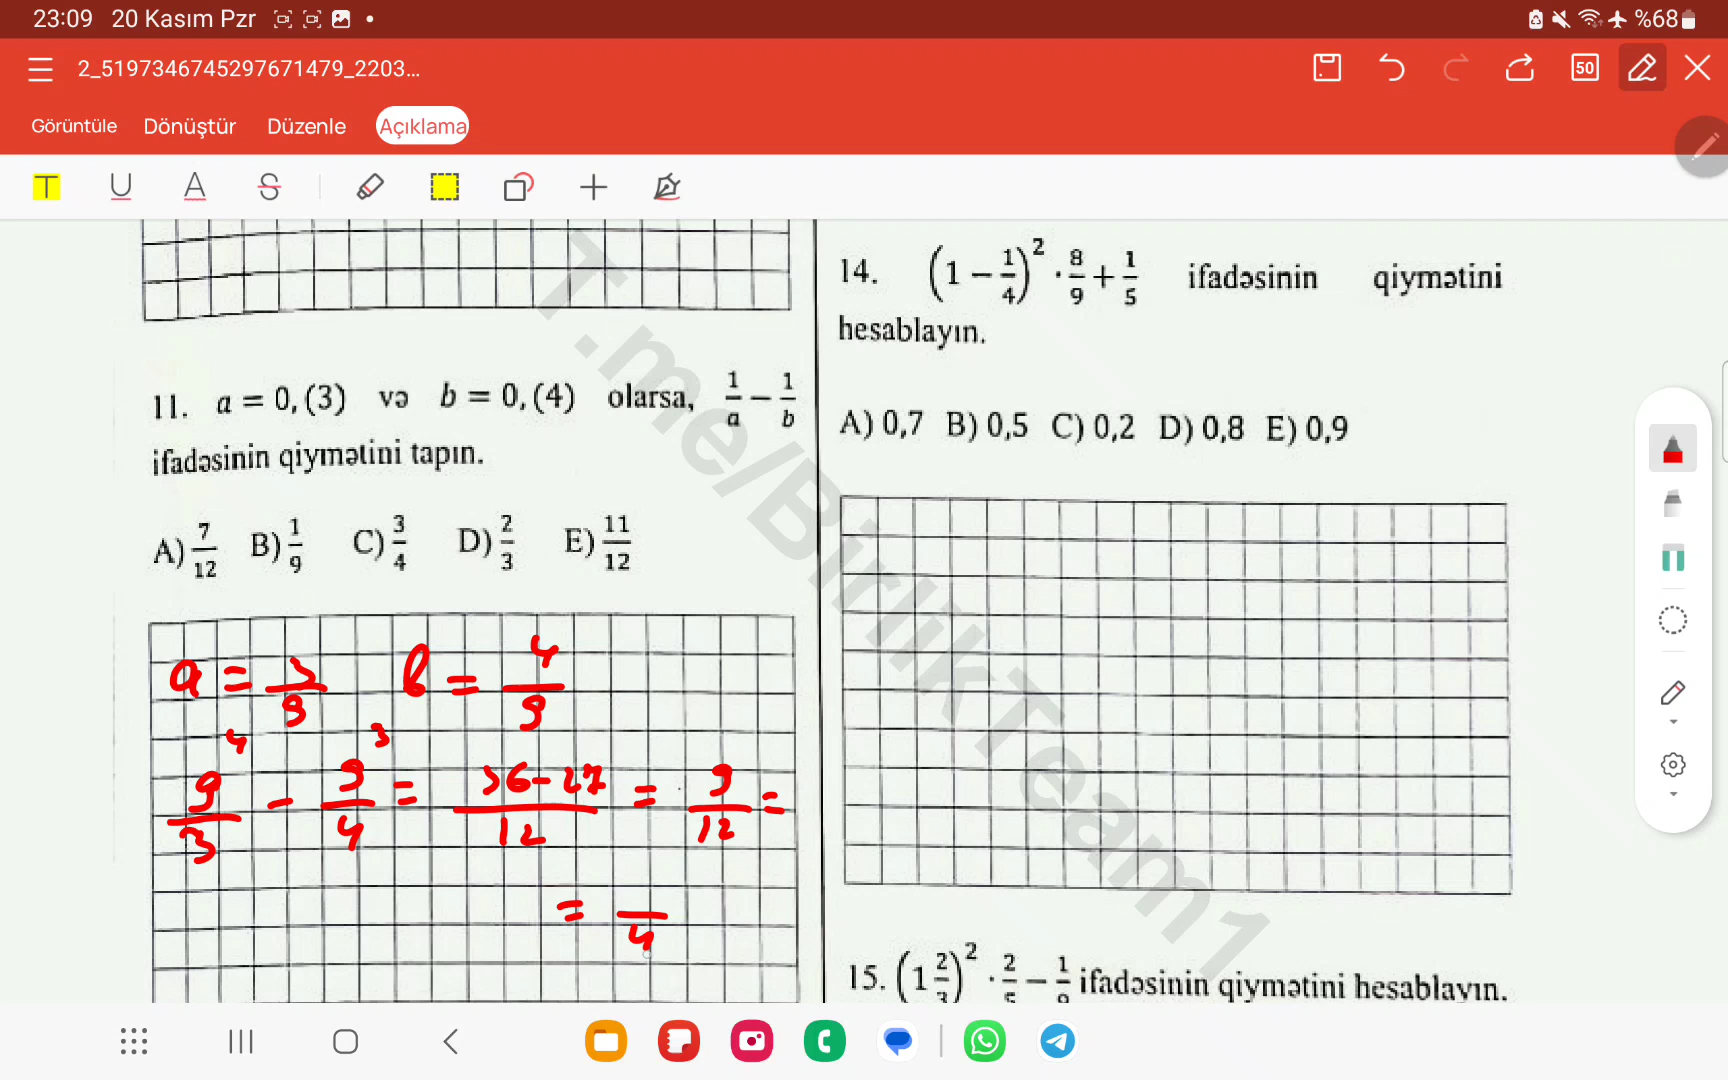 23:09 20 Kasım Pzr
%68
2_5197346745297671479_2203...
50
Görüntüle Dönüştür Düzenle Açıklama
T U A S
11. a = 0,(3) və b = 0,(4) olarsa, 1/a − 1/b
ifadəsinin qiymətini tapın.
A) 7/12 B) 1/9 C) 3/4 D) 2/3 E) 11/12
a = 3/9 b = 4/9
4 3
9/3 − 9/4 = 36−27/12 = 9/12 =
= /4
14. (1 − 1/4)² · 8/9 + 1/5 ifadəsinin qiymətini
hesablayın.
A) 0,7 B) 0,5 C) 0,2 D) 0,8 E) 0,9
15. (1 2/3)² · 2/5 − 1/9 ifadəsinin qiymətini hesablayın.
T.me/BirlikTeam1